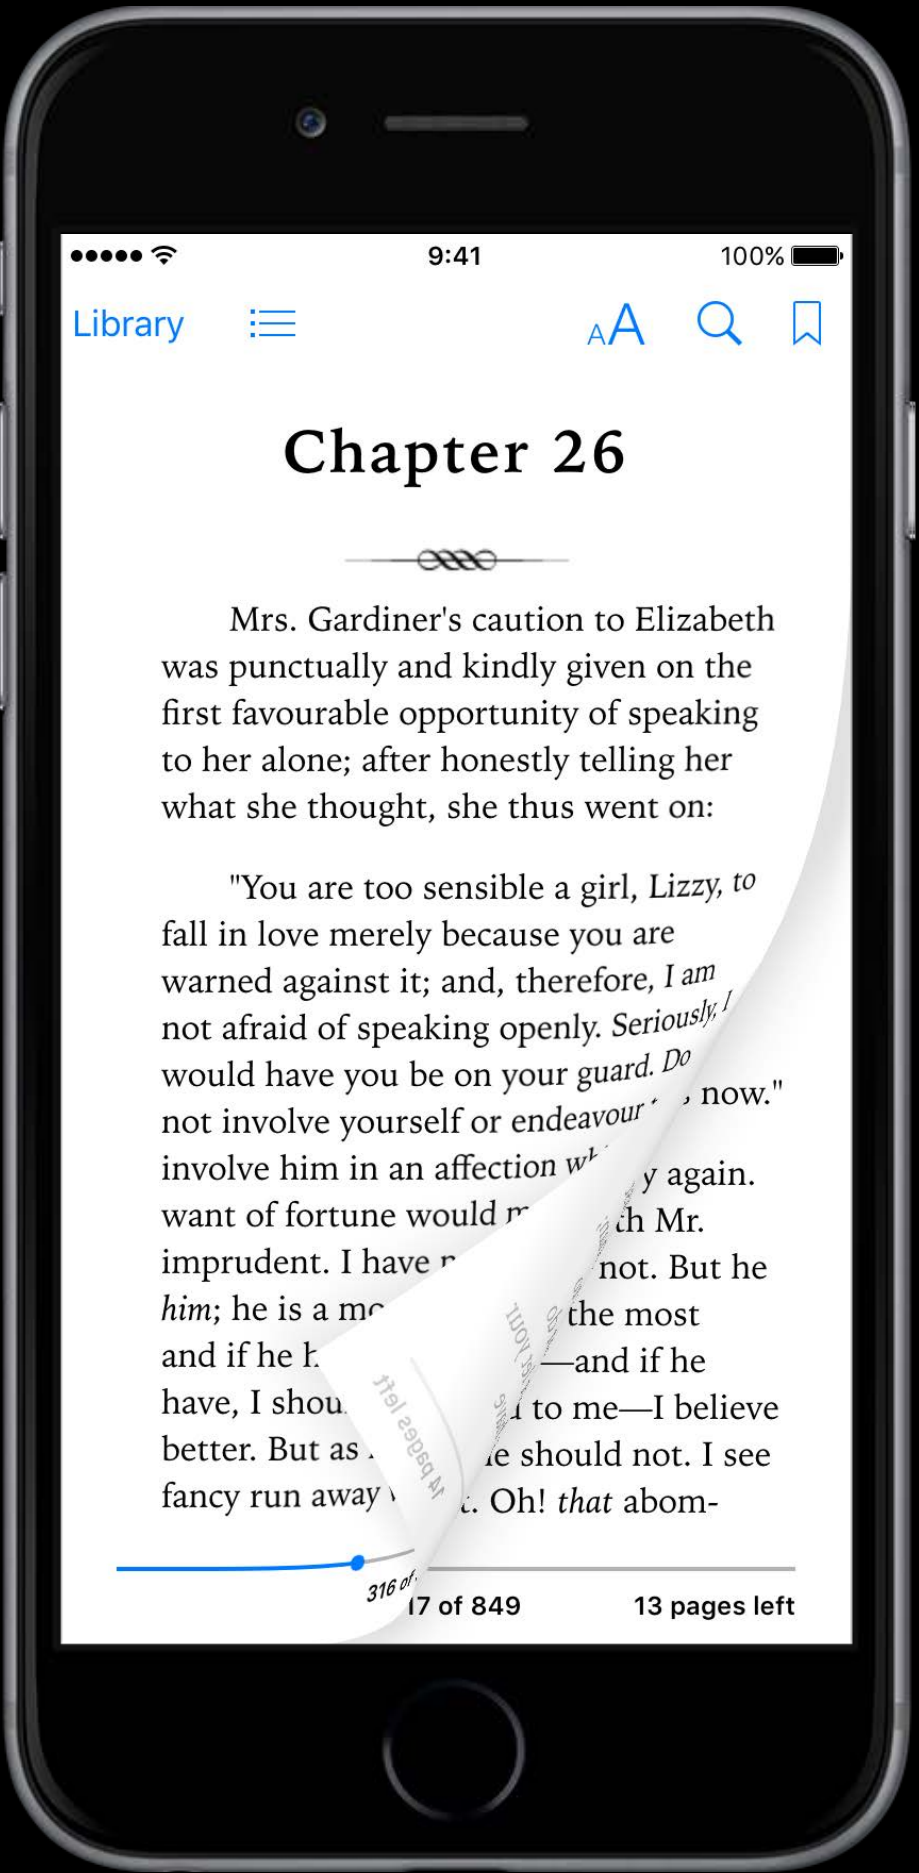 9:41
100%
Library
AA
Chapter 26
Mrs. Gardiner's caution to Elizabeth
was punctually and kindly given on the
first favourable opportunity of speaking
to her alone; after honestly telling her
what she thought, she thus went on:
"You are too sensible a girl, Lizzy, to
fall in love merely because you are
warned against it; and, therefore, I am
not afraid of speaking openly. Seriously, I
would have you be on your guard. Do
not involve yourself or endeavour
involve him in an affection
want of fortune would
imprudent. I have
him; he is a
and if he
have, I
better. But as
fancy run away
now."
again.
Mr.
not. But he
the most
—and if he
to me—I believe
should not. I see
Oh! that abom-
your
14 pages left
316 of
17 of 849
13 pages left